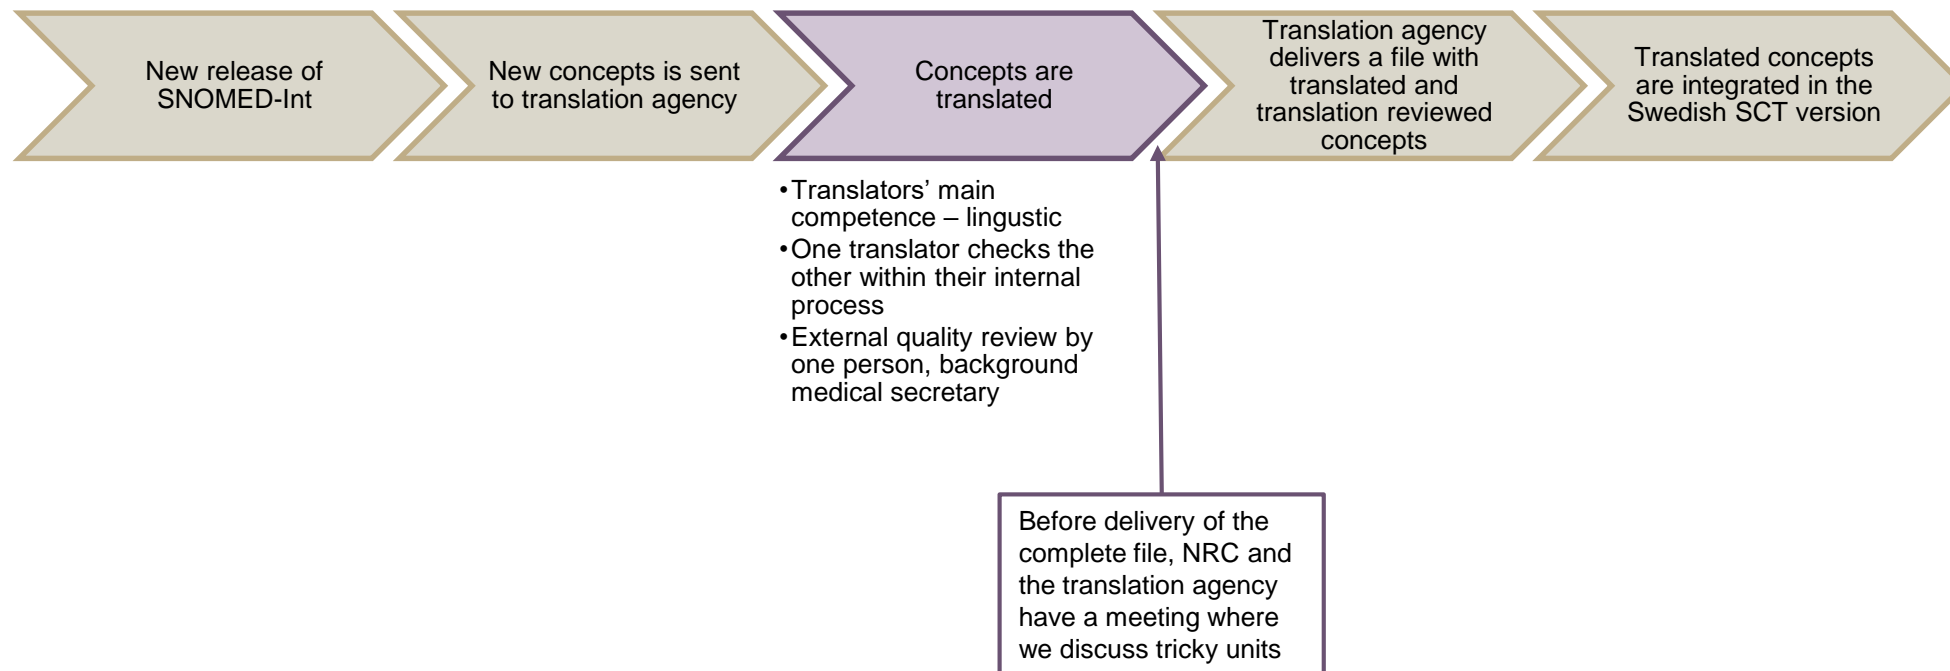 New release of
SNOMED-Int
New concepts is sent
to translation agency
Concepts are
translated
Translation agency
delivers a file with
translated and
translation reviewed
concepts
Translated concepts
are integrated in the
Swedish SCT version
•Translators’ main
competence – lingustic
•One translator checks the
other within their internal
process
•External quality review by
one person, background
medical secretary
Before delivery of the
complete file, NRC and
the translation agency
have a meeting where
we discuss tricky units